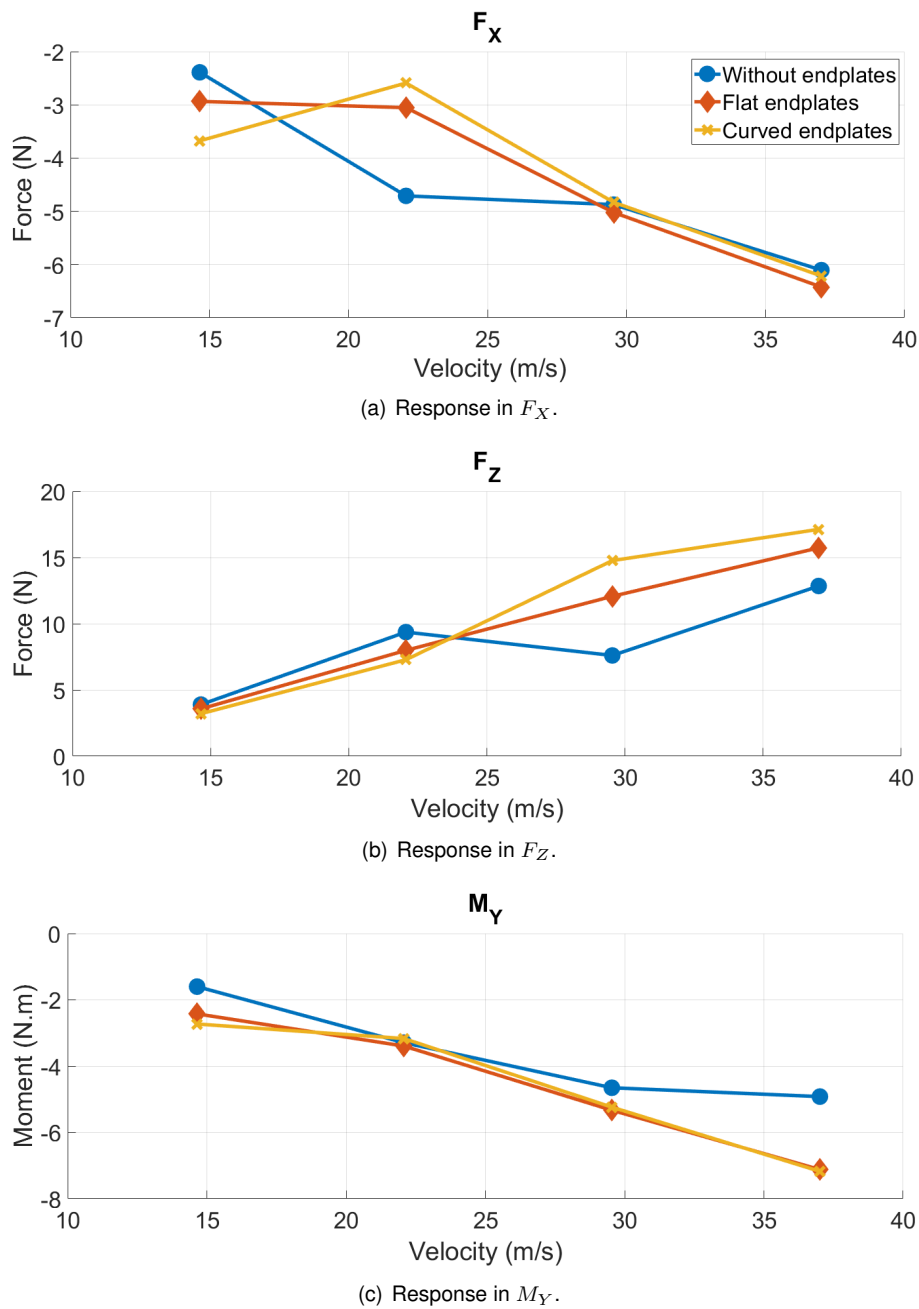 F_X
-2
-3
-4
-5
-6
-7
Force (N)
Without endplates
Flat endplates
Curved endplates
10 15 20 25 30 35 40
Velocity (m/s)
(a) Response in F_X.
F_Z
20
15
10
5
0
Force (N)
10 15 20 25 30 35 40
Velocity (m/s)
(b) Response in F_Z.
M_Y
0
-2
-4
-6
-8
Moment (N.m)
10 15 20 25 30 35 40
Velocity (m/s)
(c) Response in M_Y.